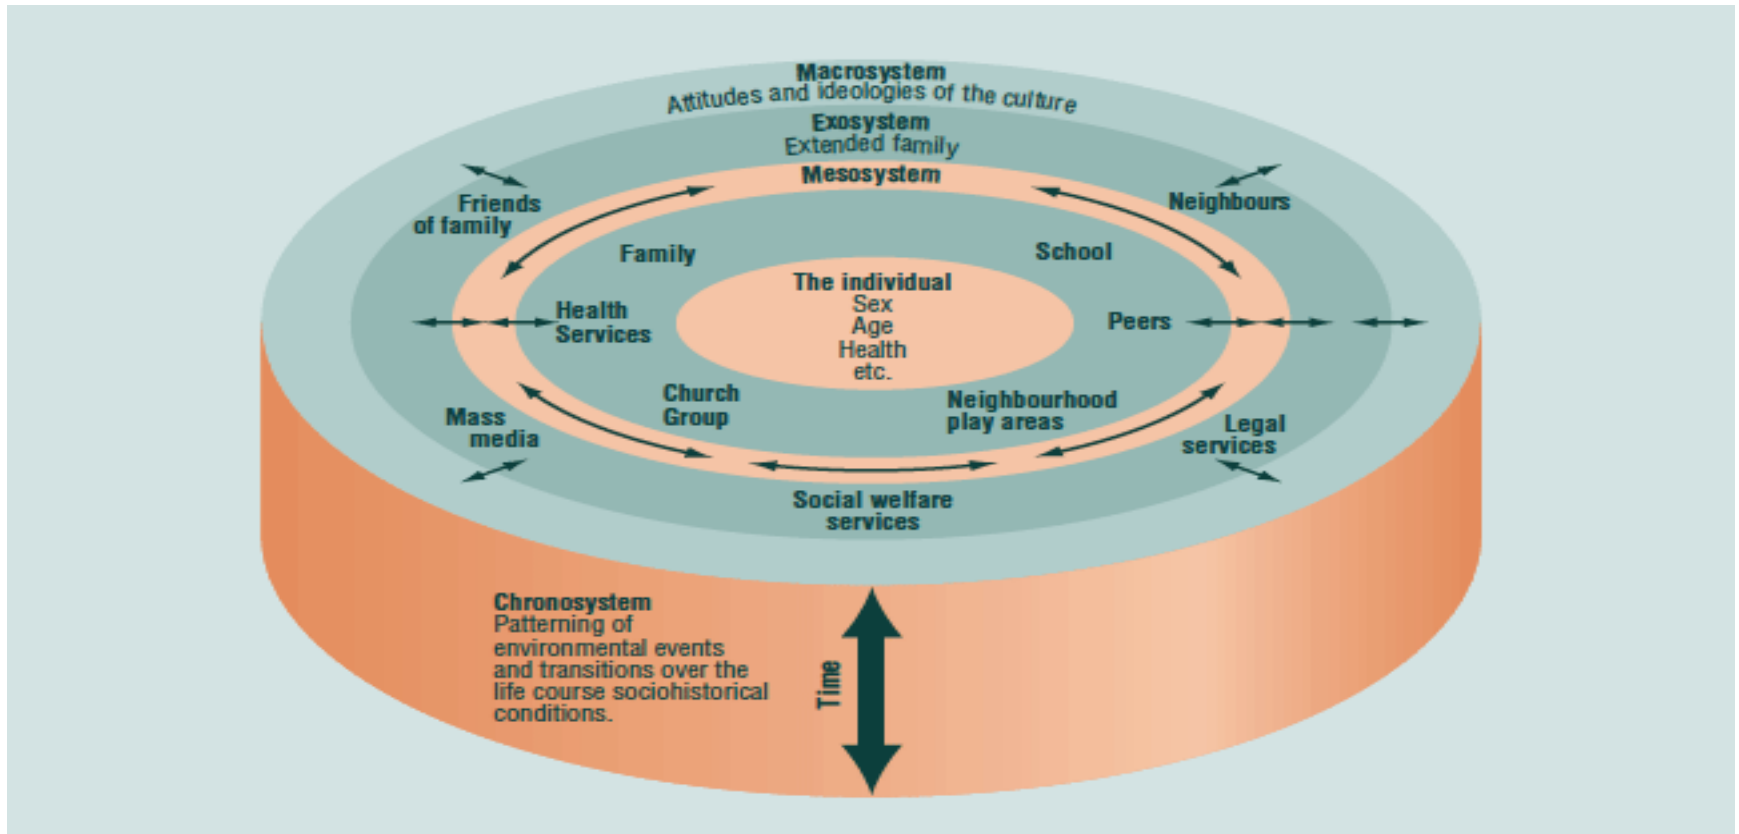 Macrosystem
Attitudes and ideologies of the culture
Exosystem
Extended family
Mesosystem
Friends
of family
Neighbours
Family
School
The individual
Sex
Age
Health
etc.
Health
Services
Peers
Church
Group
Neighbourhood
play areas
Mass
media
Legal
services
Social welfare
services
Chronosystem
Patterning of
environmental events
and transitions over the
life course sociohistorical
conditions.
Time